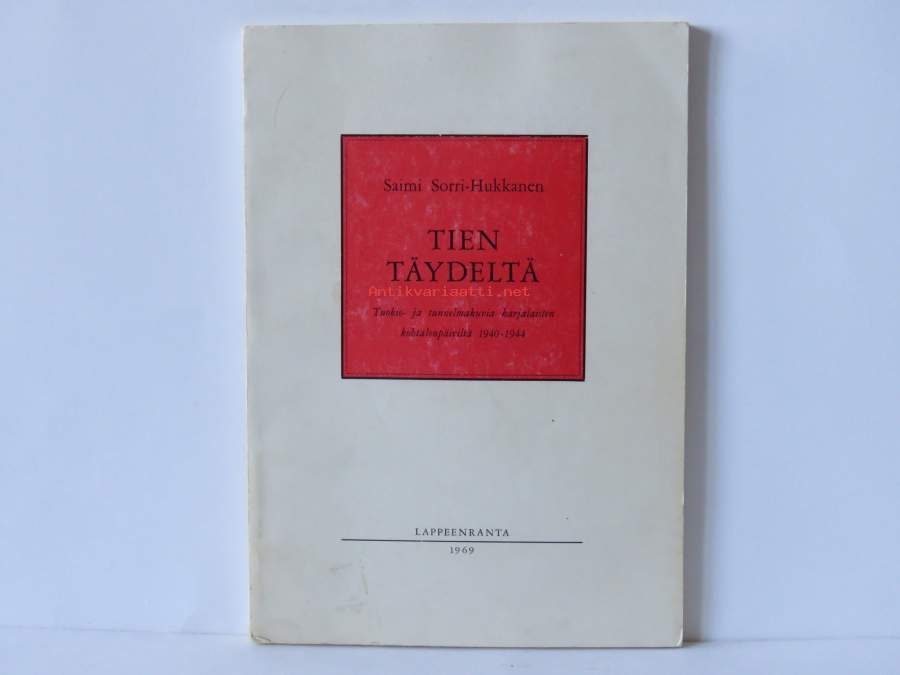 Saimi Sorri-Hukkanen
TIEN
TÄYDELTÄ
Antikvariaatti.net
Tuokio- ja tunnelmakuvia karjalaisten
kohtalonpäiviltä 1940-1944
LAPPEENRANTA
1969